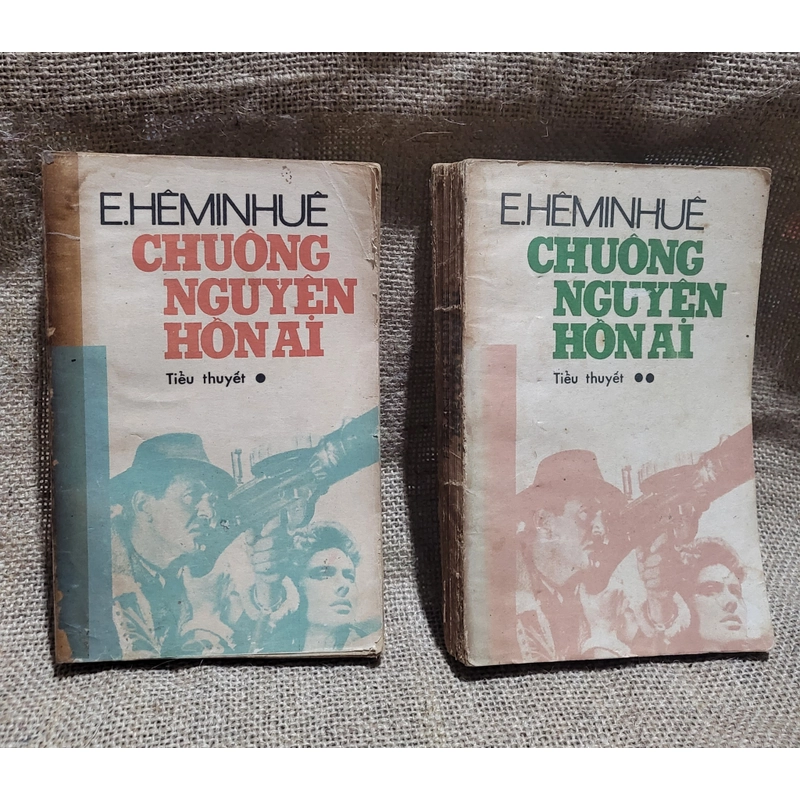 E.HÊMINHUÊ
CHUÔNG
NGUYỆN
HỒN AI
Tiểu thuyết ●
E.HÊMINHUÊ
CHUÔNG
NGUYỆN
HỒN AI
Tiểu thuyết ●●